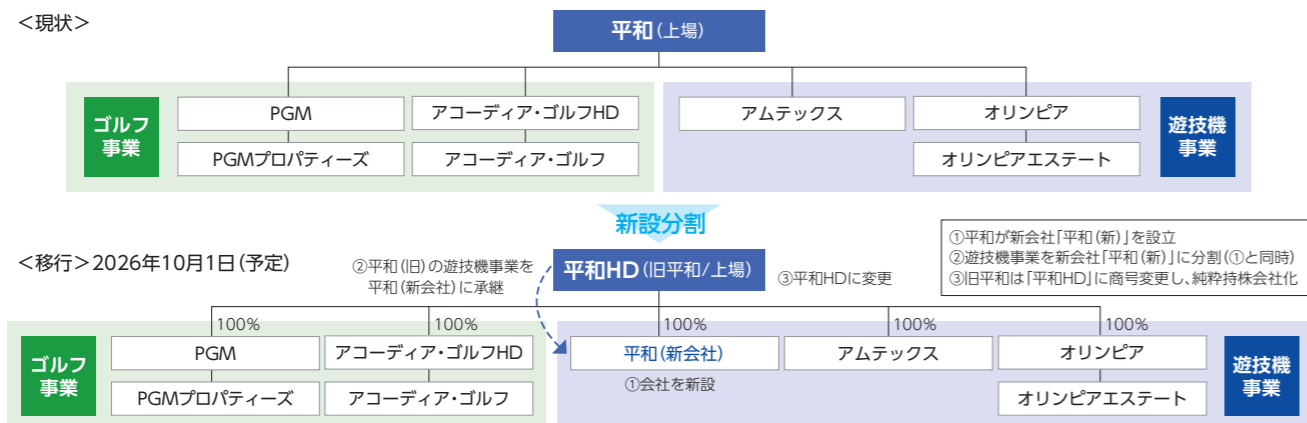 ＜現状＞
平和（上場）
ゴルフ
事業
PGM
アコーディア・ゴルフHD
アムテックス
オリンピア
遊技機
事業
PGMプロパティーズ
アコーディア・ゴルフ
オリンピアエステート
新設分割
①平和が新会社「平和（新）」を設立
②遊技機事業を新会社「平和（新）」に分割（①と同時）
③旧平和は「平和HD」に商号変更し、純粋持株会社化
＜移行＞2026年10月1日（予定）
②平和（旧）の遊技機事業を
平和（新会社）に承継
平和HD（旧平和/上場）
③平和HDに変更
100%
100%
100%
100%
100%
ゴルフ
事業
PGM
アコーディア・ゴルフHD
平和（新会社）
アムテックス
オリンピア
遊技機
事業
①会社を新設
PGMプロパティーズ
アコーディア・ゴルフ
オリンピアエステート